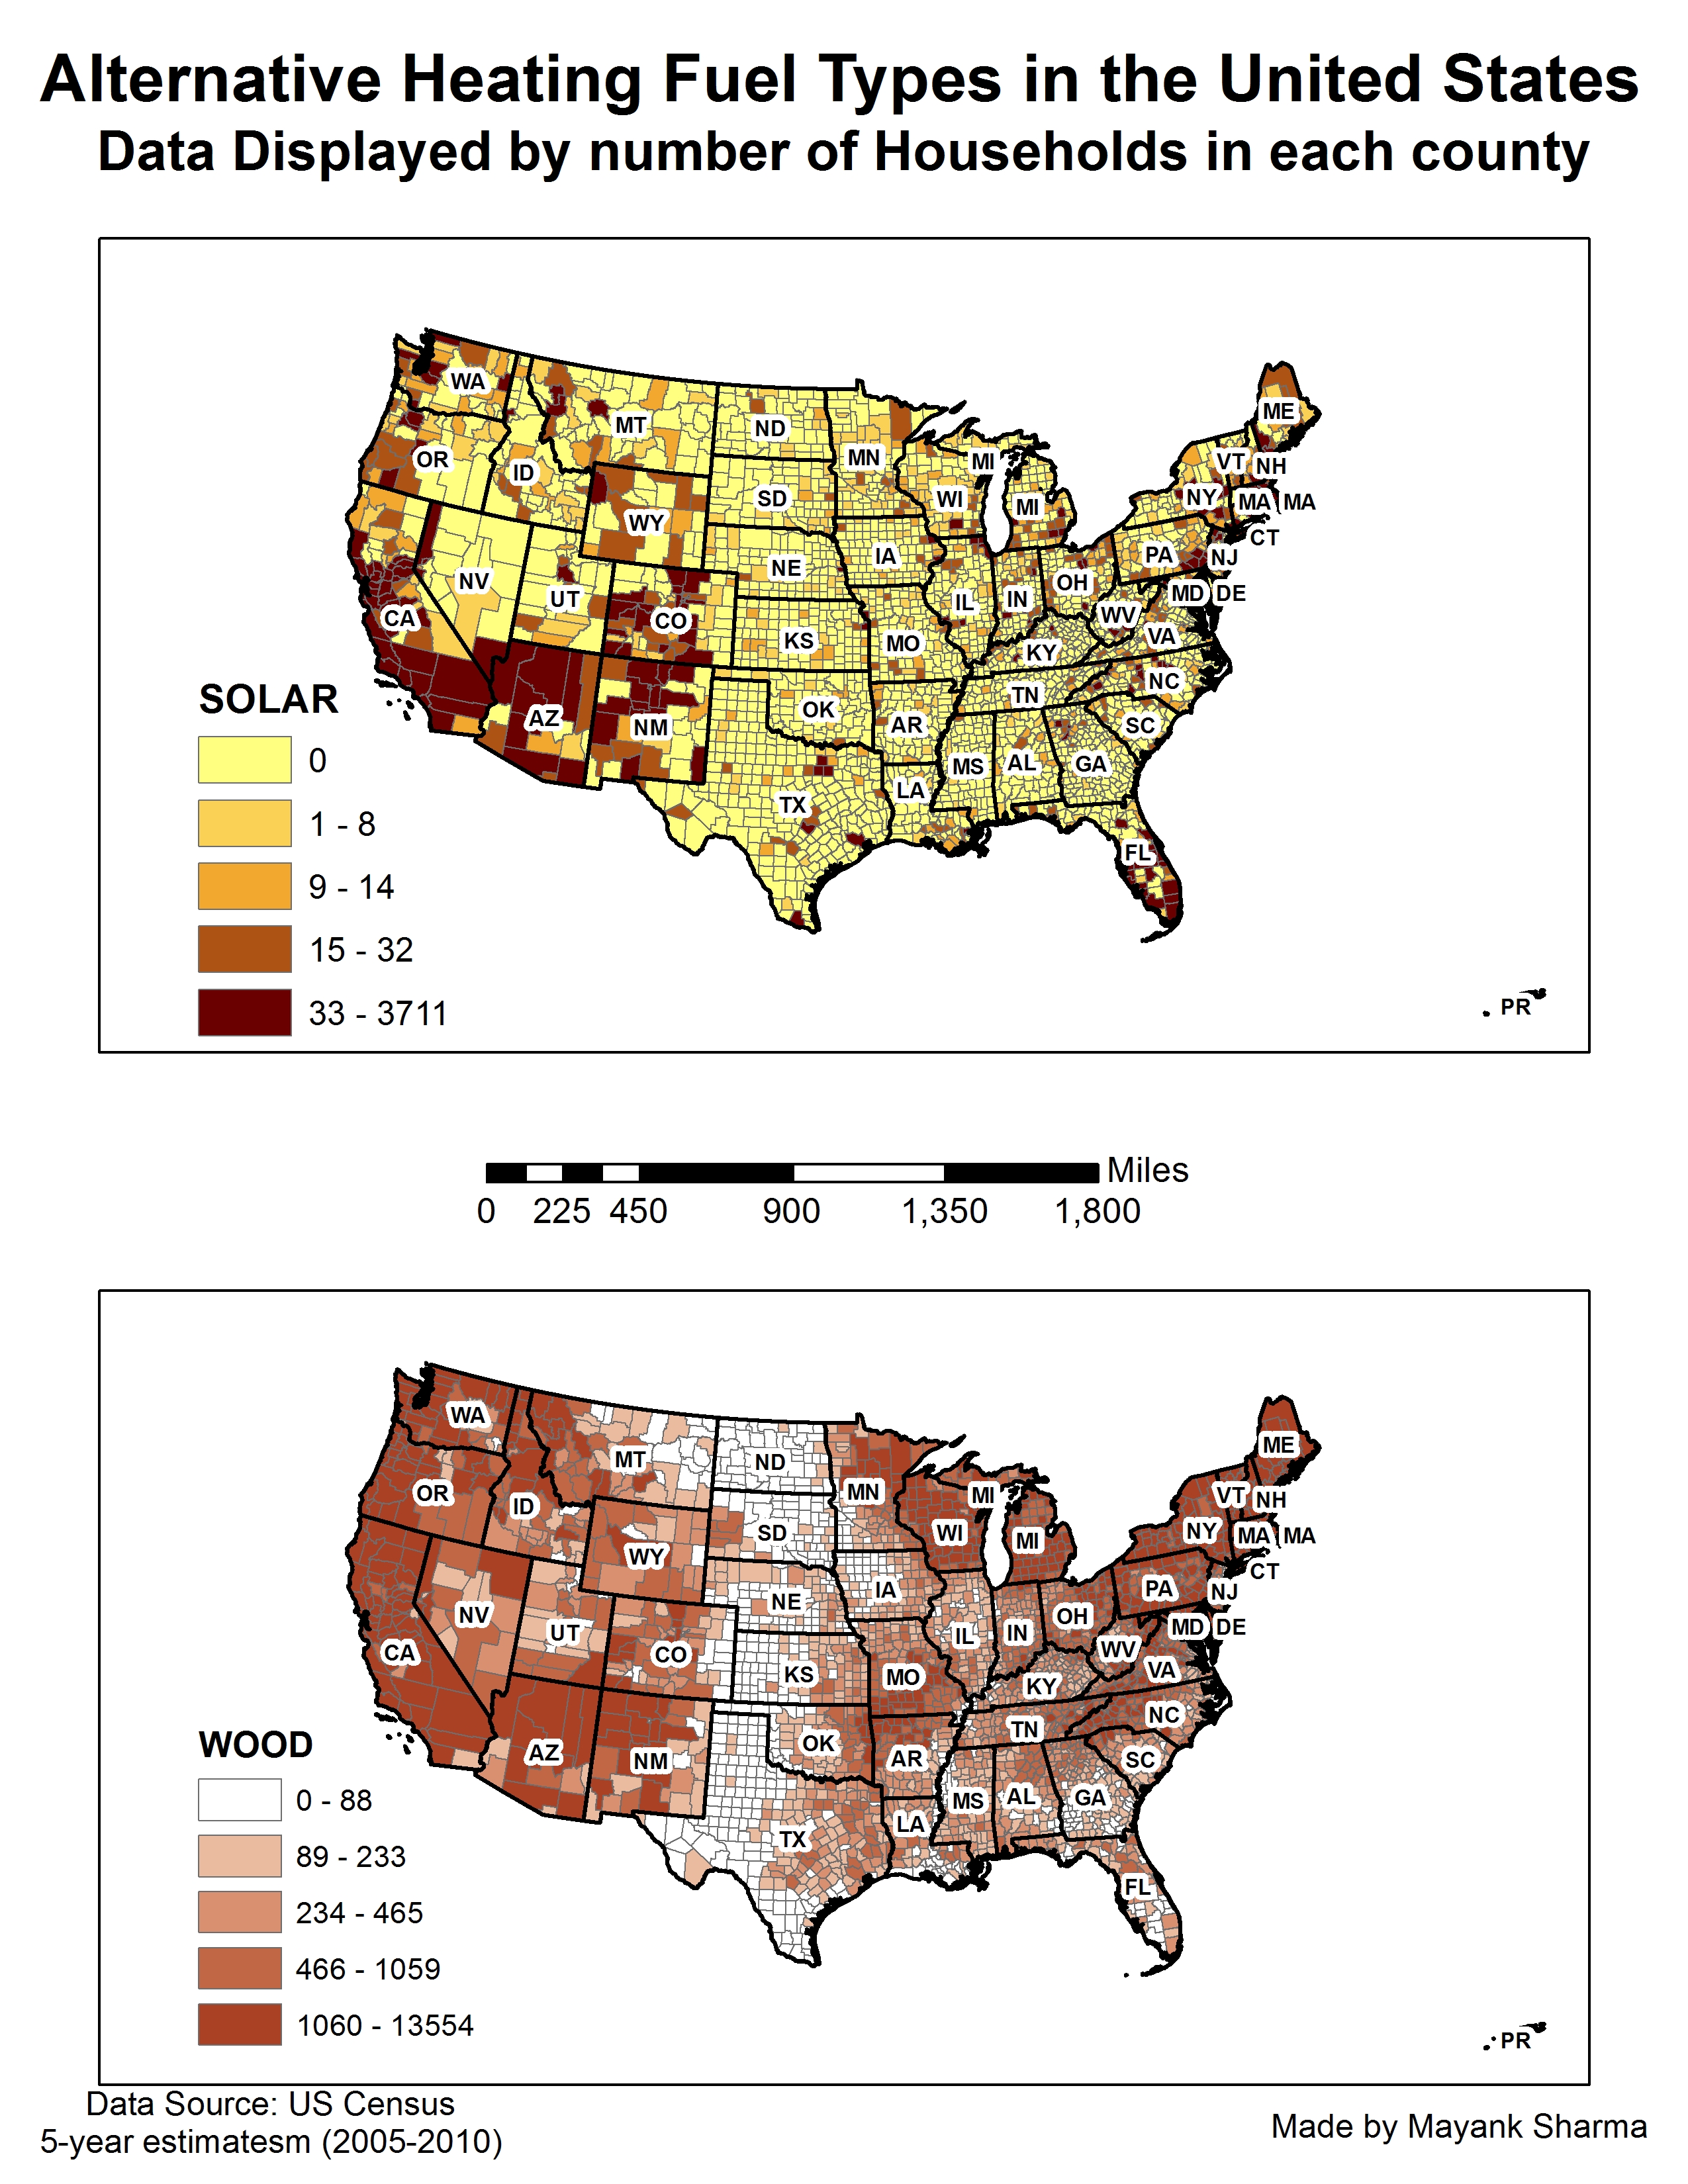 Alternative Heating Fuel Types in the United States
Data Displayed by number of Households in each county
WA
MT
ND
MN
ME
OR
ID
SD
WI
MI
MI
VT
NH
NY
MA
MA
WY
CT
IA
PA
NJ
NE
NV
UT
OH
MD
DE
IL
IN
WV
CO
CA
KS
MO
VA
KY
NC
TN
AZ
NM
OK
AR
SC
MS
AL
GA
LA
TX
FL
PR
SOLAR
0
1 - 8
9 - 14
15 - 32
33 - 3711
Miles
0 225 450 900 1,350 1,800
WA
MT
ND
MN
ME
OR
ID
SD
WI
MI
MI
VT
NH
NY
MA
MA
WY
CT
IA
PA
NJ
NE
NV
UT
OH
MD
DE
IL
IN
WV
CO
CA
KS
MO
VA
KY
NC
TN
AZ
NM
OK
AR
SC
MS
AL
GA
LA
TX
FL
PR
WOOD
0 - 88
89 - 233
234 - 465
466 - 1059
1060 - 13554
Data Source: US Census
5-year estimatesm (2005-2010)
Made by Mayank Sharma